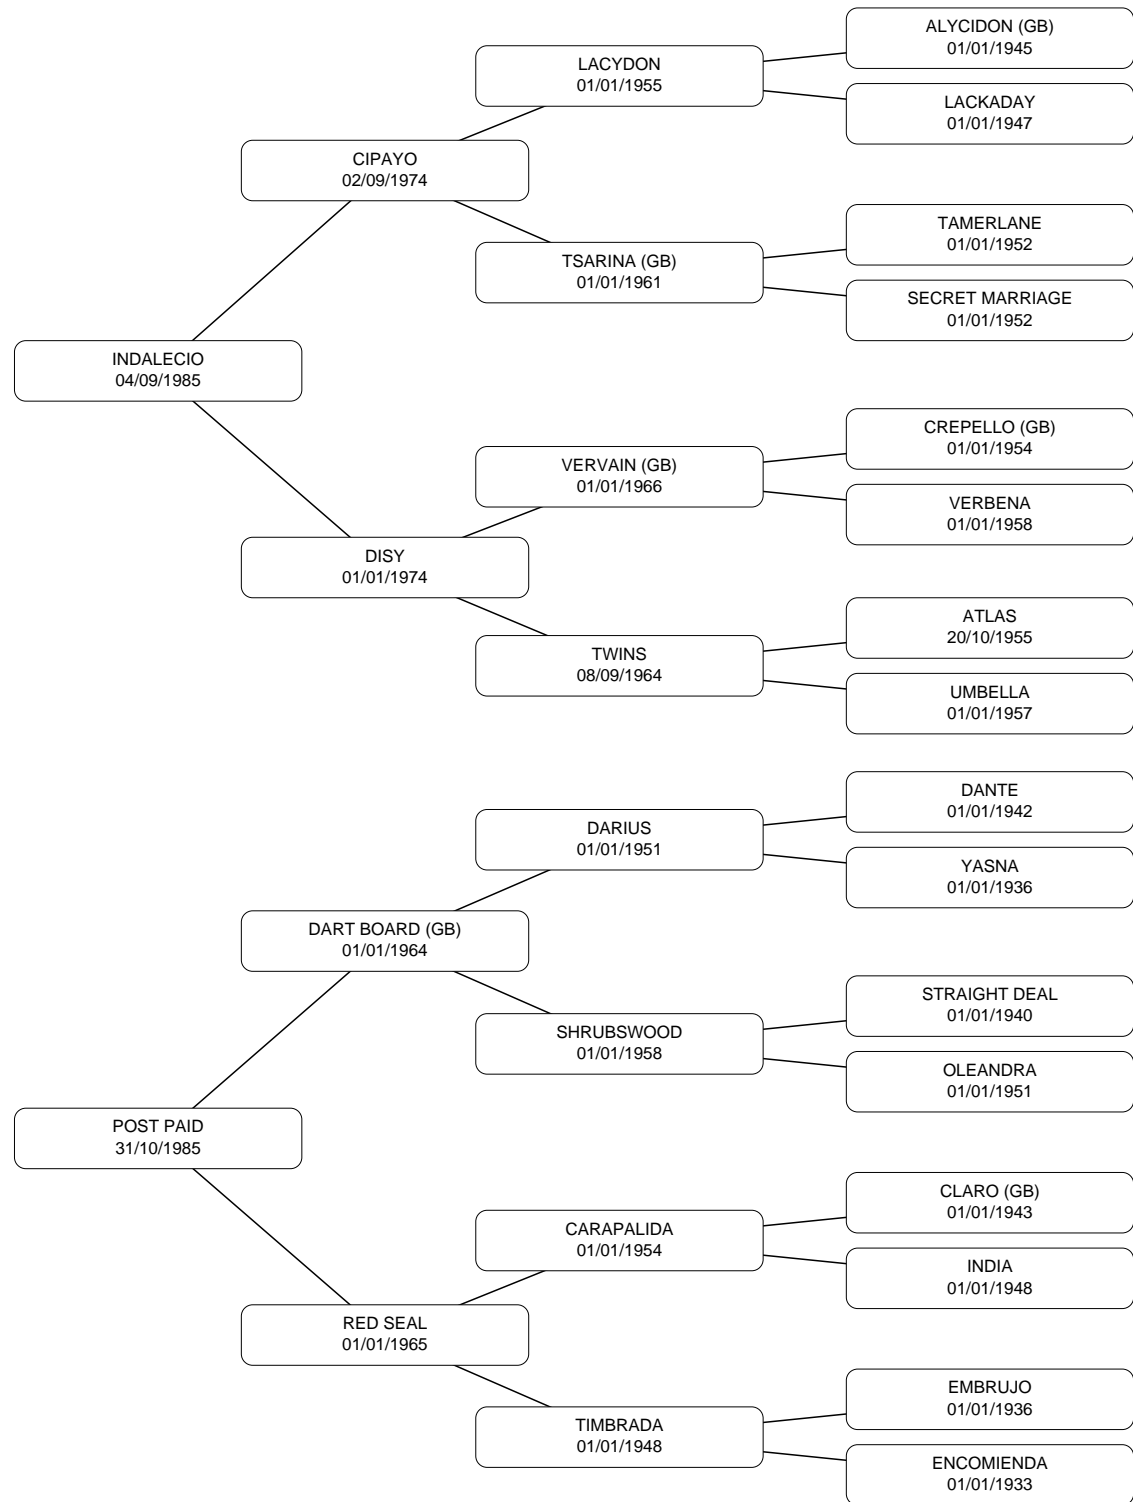 ALYCIDON (GB)
01/01/1945
LACYDON
01/01/1955
LACKADAY
01/01/1947
CIPAYO
02/09/1974
TAMERLANE
01/01/1952
TSARINA (GB)
01/01/1961
SECRET MARRIAGE
01/01/1952
INDALECIO
04/09/1985
CREPELLO (GB)
01/01/1954
VERVAIN (GB)
01/01/1966
VERBENA
01/01/1958
DISY
01/01/1974
ATLAS
20/10/1955
TWINS
08/09/1964
UMBELLA
01/01/1957
DANTE
01/01/1942
DARIUS
01/01/1951
YASNA
01/01/1936
DART BOARD (GB)
01/01/1964
STRAIGHT DEAL
01/01/1940
SHRUBSWOOD
01/01/1958
OLEANDRA
01/01/1951
POST PAID
31/10/1985
CLARO (GB)
01/01/1943
CARAPALIDA
01/01/1954
INDIA
01/01/1948
RED SEAL
01/01/1965
EMBRUJO
01/01/1936
TIMBRADA
01/01/1948
ENCOMIENDA
01/01/1933